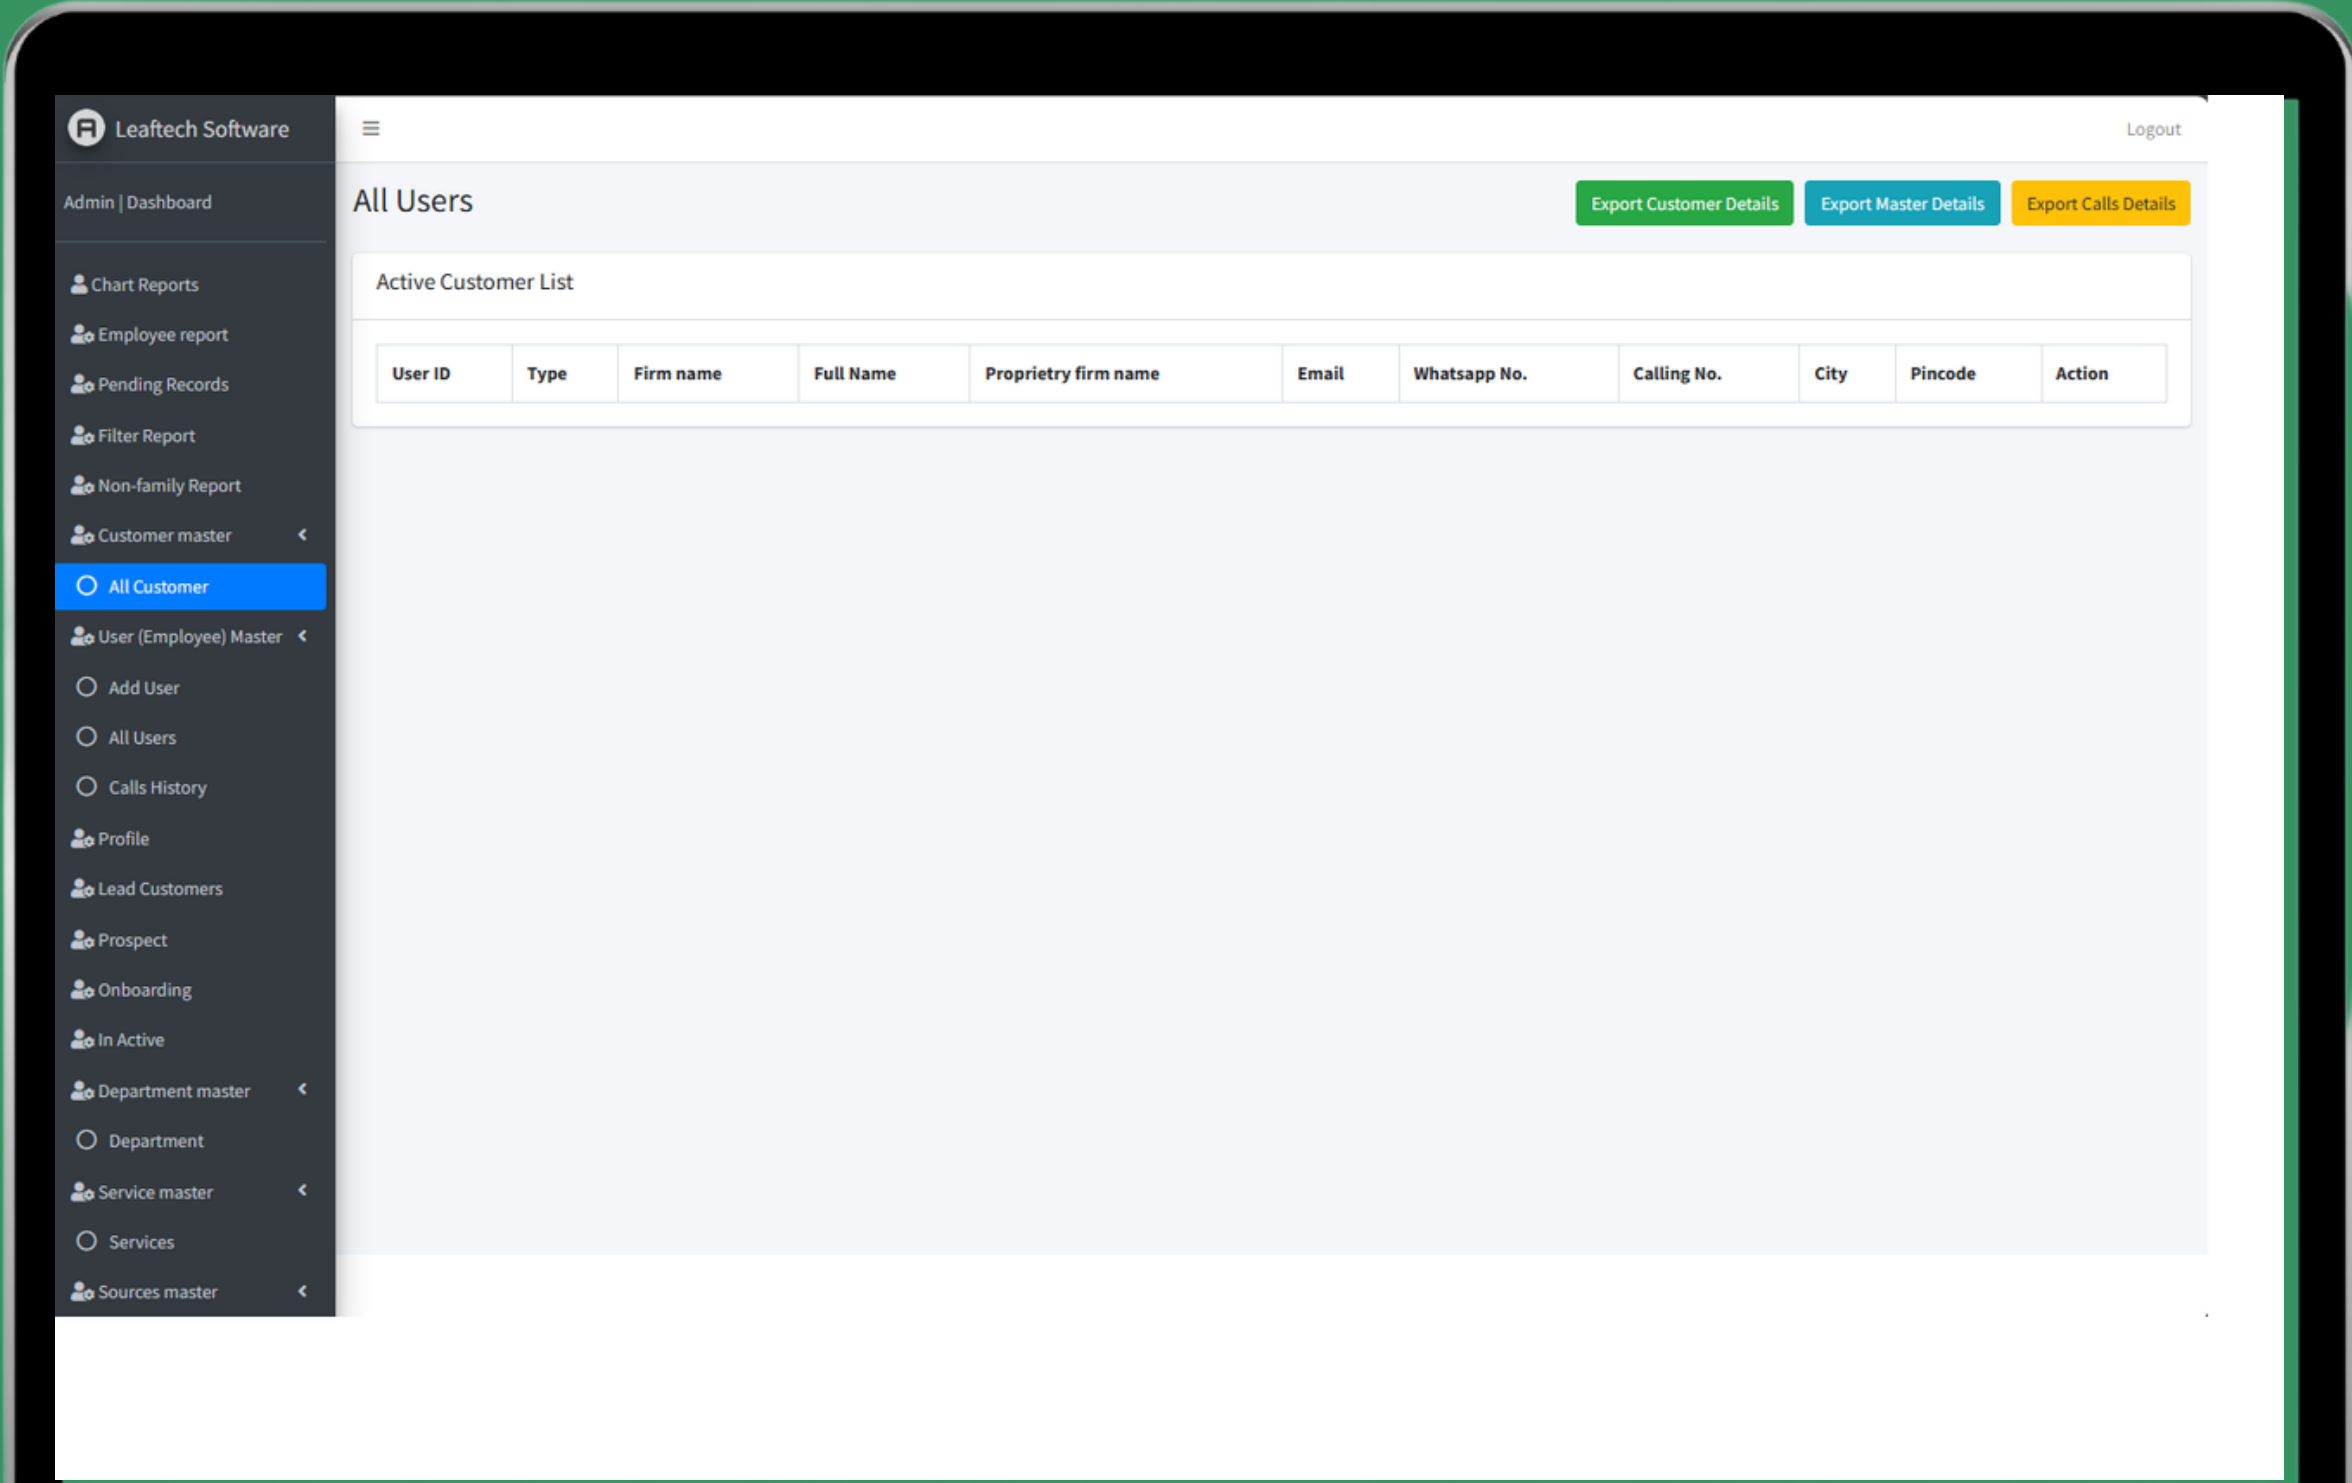 Leaftech Software
Logout
Admin | Dashboard
All Users
Export Customer Details
Export Master Details
Export Calls Details
Active Customer List
User ID Type Firm name Full Name Proprietry firm name Email Whatsapp No. Calling No. City Pincode Action
Chart Reports
Employee report
Pending Records
Filter Report
Non-family Report
Customer master
All Customer
User (Employee) Master
Add User
All Users
Calls History
Profile
Lead Customers
Prospect
Onboarding
In Active
Department master
Department
Service master
Services
Sources master